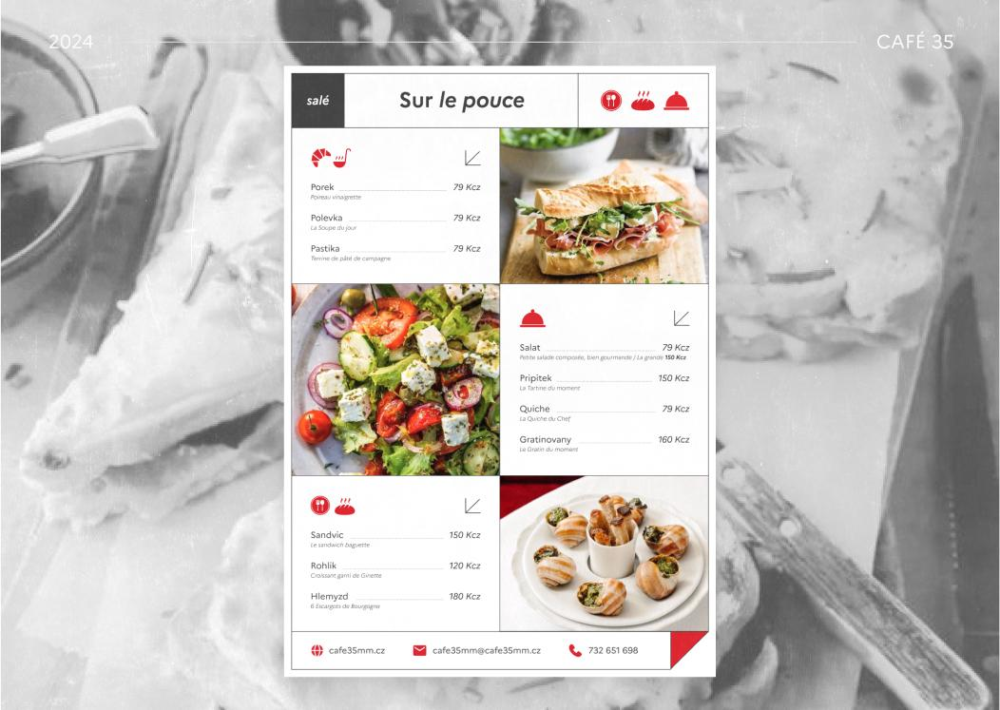 2024
CAFÉ 35
salé
Sur le pouce
Porek 79 Kcz
Poireau vinaigrette
Polevka 79 Kcz
La Soupe du jour
Pastika 79 Kcz
Terrine de pâté de campagne
Salat 79 Kcz
Petite salade composée, bien gourmande / La grande 150 Kcz
Pripitek 150 Kcz
La Tartine du moment
Quiche 79 Kcz
La Quiche du Chef
Gratinovany 160 Kcz
Le Gratin du moment
Sandvic 150 Kcz
Le sandwich baguette
Rohlik 120 Kcz
Croissant garni de Ginette
Hlemyzd 180 Kcz
6 Escargots de Bourgogne
cafe35mm.cz
cafe35mm@cafe35mm.cz
732 651 698